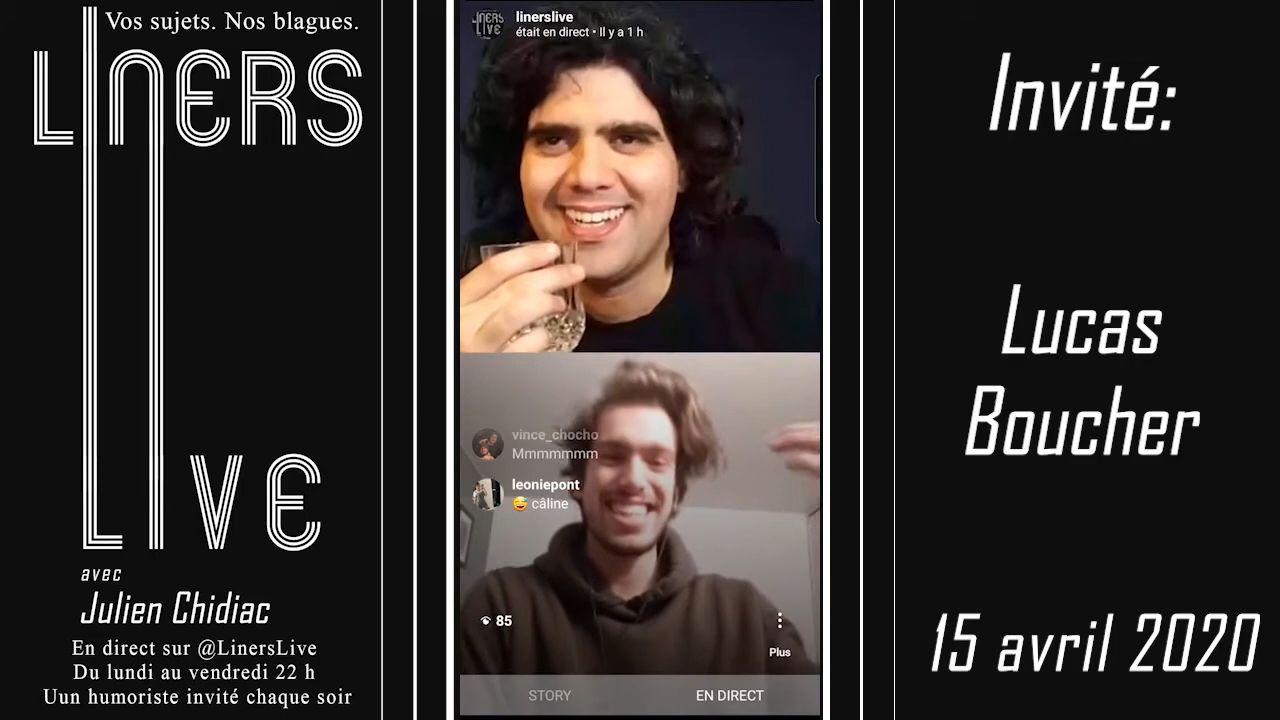 Vos sujets. Nos blagues.
LINERS
LIVE
avec
Julien Chidiac
En direct sur @LinersLive
Du lundi au vendredi 22 h
Uun humoriste invité chaque soir
LINERS
LIVE
linerslive
était en direct • Il y a 1 h
vince_chocho
Mmmmmmm
leoniepont
😅 câline
85
Plus
STORY
EN DIRECT
Invité:
Lucas
Boucher
15 avril 2020